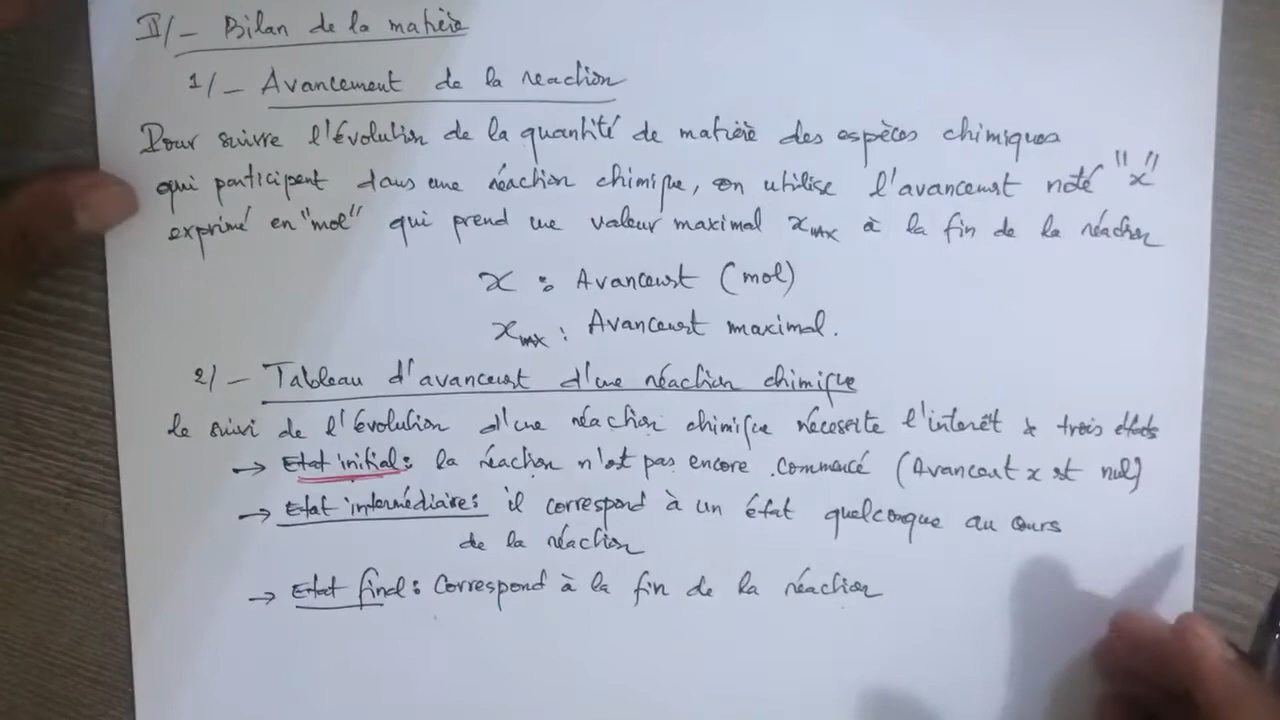 II/- Bilan de la matière
1/- Avancement de la reaction
Pour suivre l'évolution de la quantité de matière des espèces chimiques
qui participent dans une réaction chimique, on utilise l'avancement noté "x"
exprimé en "mol" qui prend une valeur maximal xmax à la fin de la réaction
x : Avancement (mol)
xmax : Avancement maximal.
2/- Tableau d'avancement d'une réaction chimique
le suivi de l'évolution d'une réaction chimique nécessite l'interêt trois états
→ Etat initial : la réaction n'est pas encore commencé (Avancement x est nul)
→ Etat intermédiaire : il correspond à un état quelconque au cours
de la réaction
→ Etat final : Correspond à la fin de la réaction